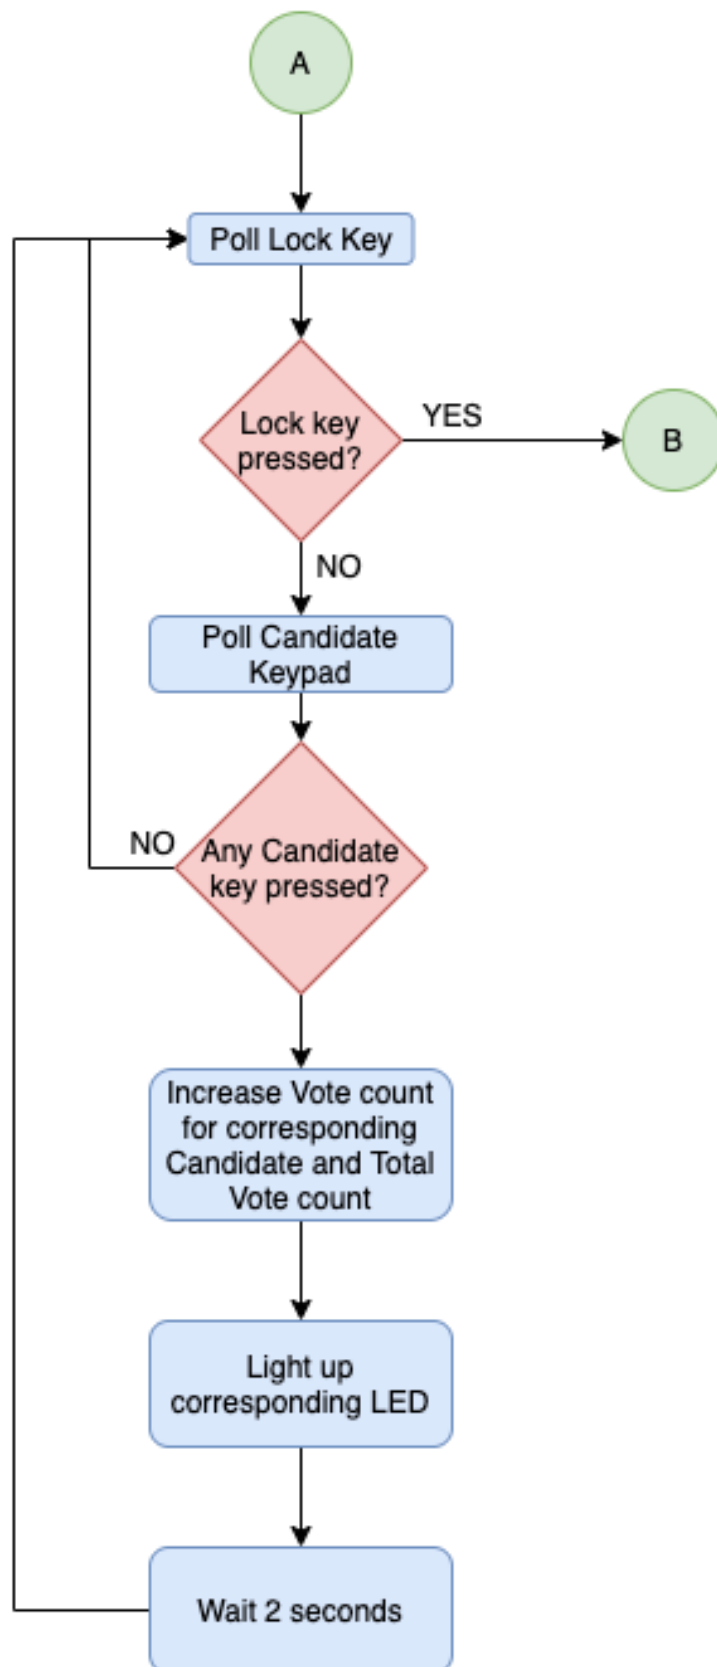 A
Poll Lock Key
Lock key
pressed?
YES
B
NO
Poll Candidate
Keypad
NO
Any Candidate
key pressed?
Increase Vote count
for corresponding
Candidate and Total
Vote count
Light up
corresponding LED
Wait 2 seconds